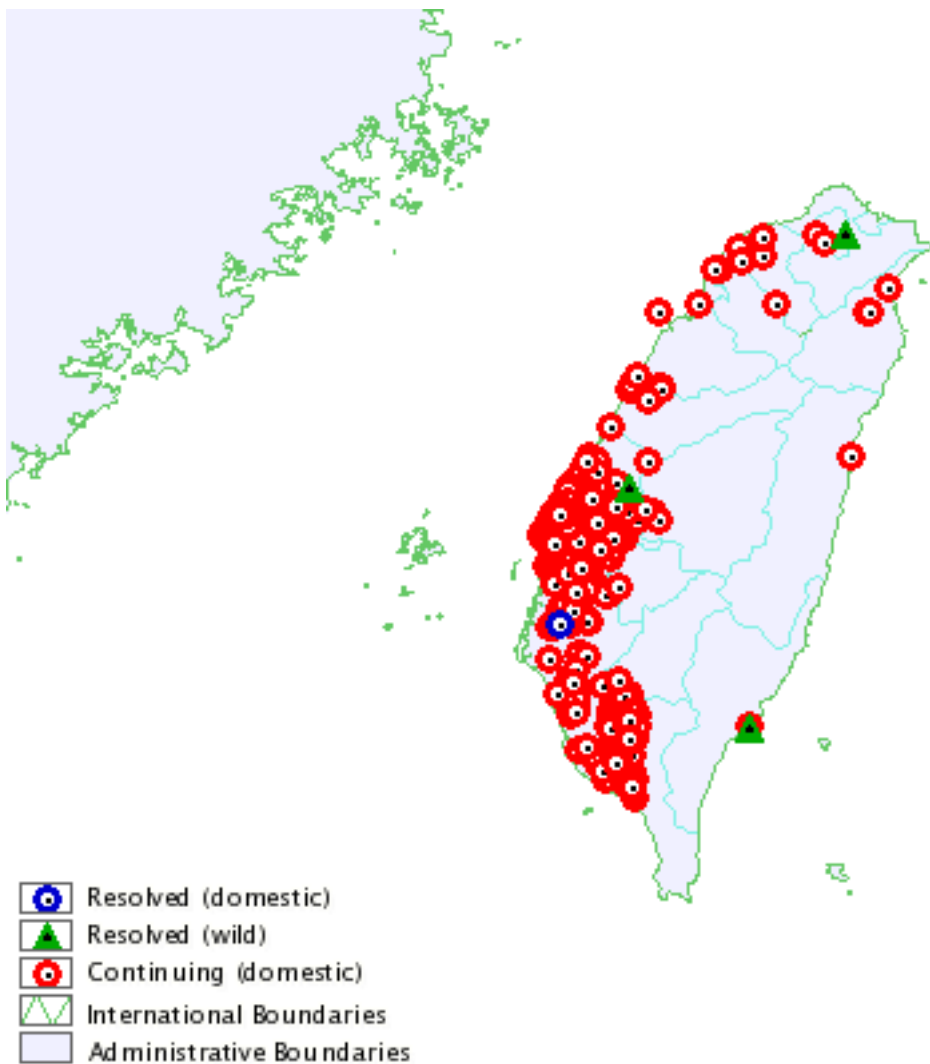 Resolved (domestic)
Resolved (wild)
Continuing (domestic)
International Boundaries
Administrative Boundaries